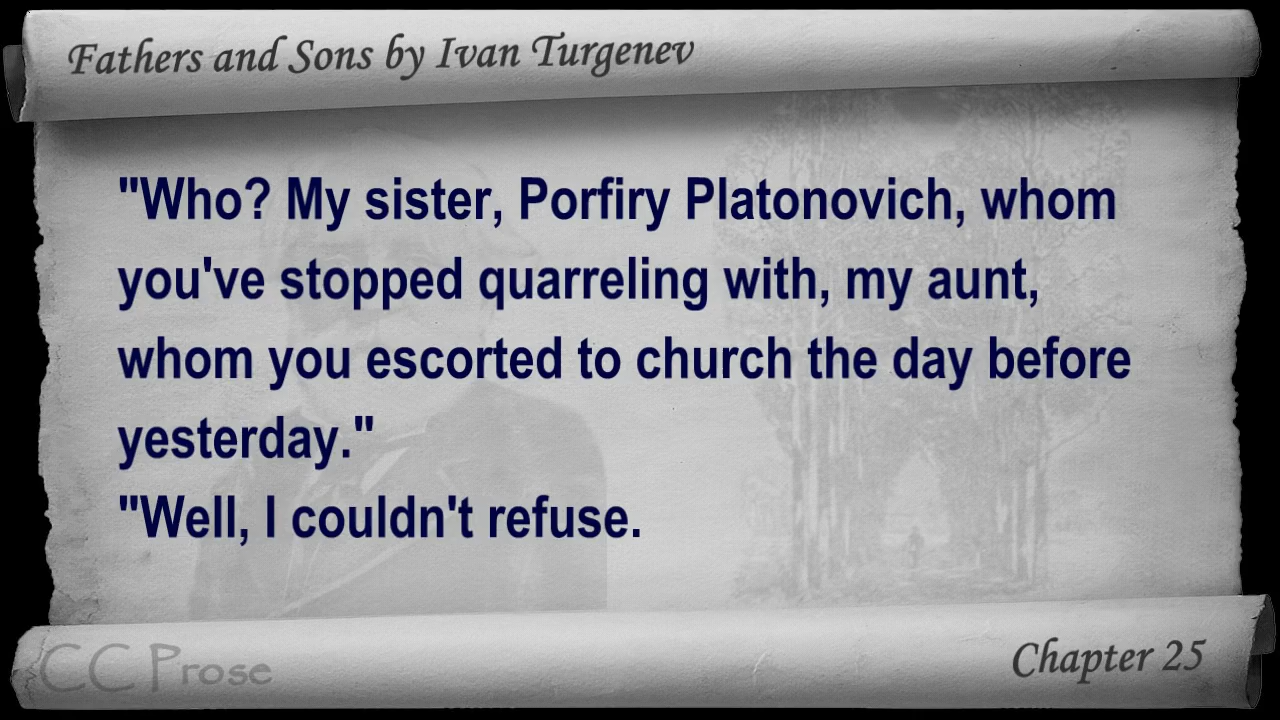 Fathers and Sons by Ivan Turgenev
"Who? My sister, Porfiry Platonovich, whom
you've stopped quarreling with, my aunt,
whom you escorted to church the day before
yesterday."
"Well, I couldn't refuse.
CC Prose
Chapter 25